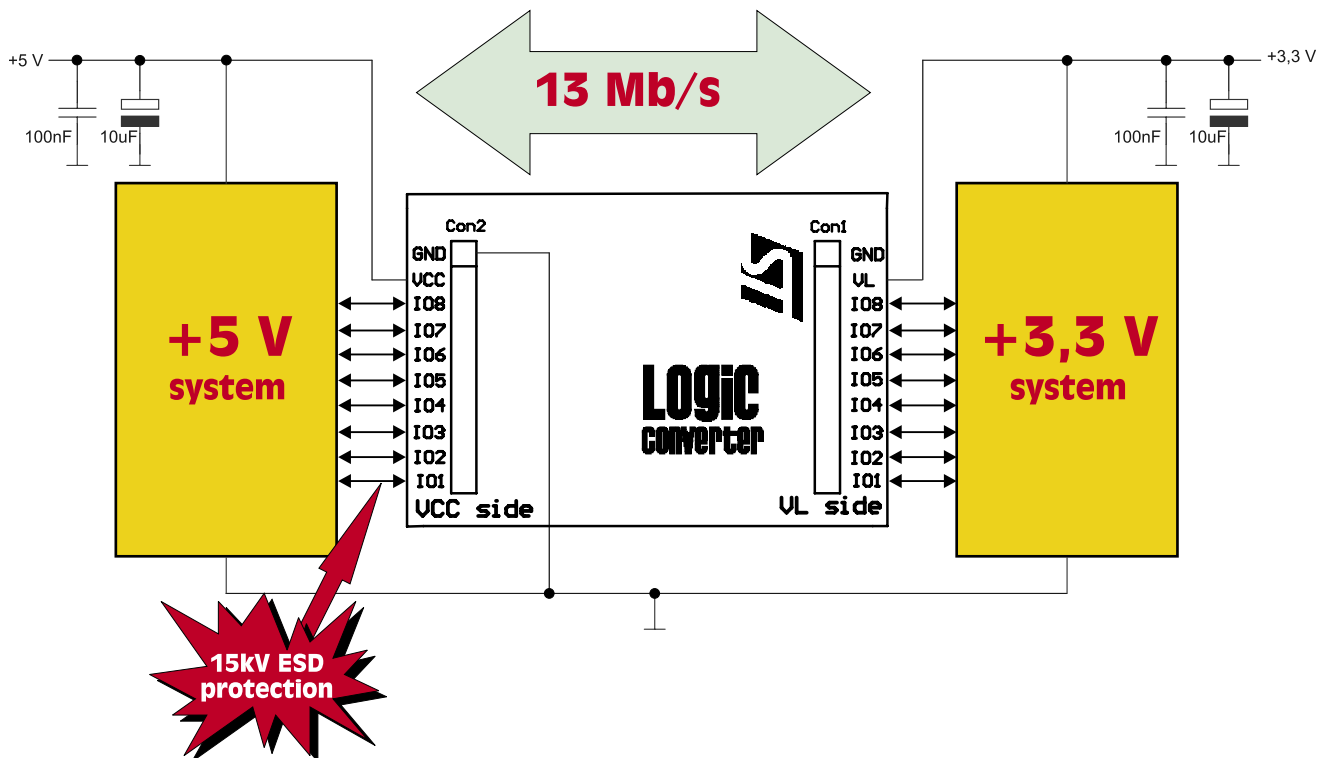 +5 V
13 Mb/s
+3,3 V
100nF
10uF
100nF
10uF
Con2
GND
VCC
IO8
IO7
IO6
IO5
IO4
IO3
IO2
IO1
VCC side
Con1
GND
VL
IO8
IO7
IO6
IO5
IO4
IO3
IO2
IO1
VL side
+5 V
system
LOGIC
CONVERTER
+3,3 V
system
15kV ESD
protection